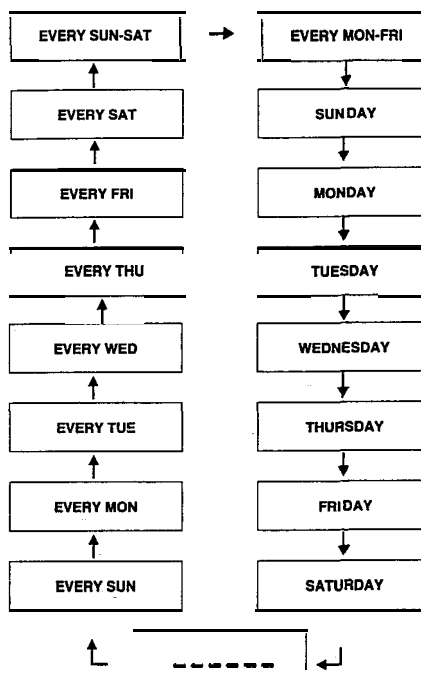 EVERY SUN-SAT
EVERY MON-FRI
EVERY SAT
SUNDAY
EVERY FRI
MONDAY
EVERY THU
TUESDAY
EVERY WED
WEDNESDAY
EVERY TUE
THURSDAY
EVERY MON
FRIDAY
EVERY SUN
SATURDAY